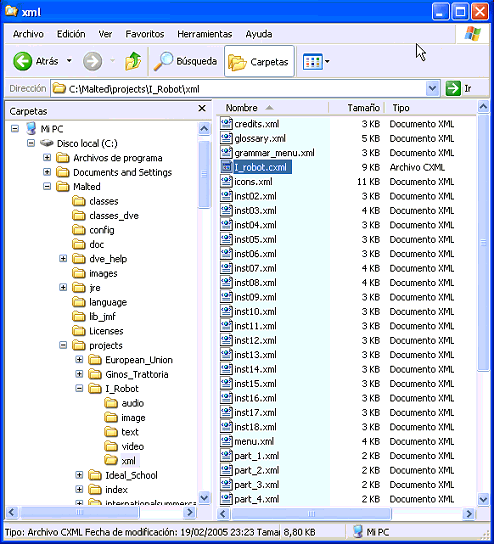 xml
Archivo Edición Ver Favoritos Herramientas Ayuda
Atrás Búsqueda Carpetas
Dirección C:\Malted\projects\I_Robot\xml Ir
Carpetas
Mi PC
Disco local (C:)
Archivos de programa
Documents and Settings
Malted
classes
classes_dve
config
doc
dve_help
images
jre
language
lib_jmf
Licenses
projects
European_Union
Ginos_Trattoria
I_Robot
audio
image
text
video
xml
Ideal_School
index
internationalsummerca
Nombre Tamaño Tipo
credits.xml 3 KB Documento XML
glossary.xml 5 KB Documento XML
grammar_menu.xml 3 KB Documento XML
I_robot.cxml 9 KB Archivo CXML
icons.xml 11 KB Documento XML
inst02.xml 3 KB Documento XML
inst03.xml 4 KB Documento XML
inst04.xml 3 KB Documento XML
inst05.xml 3 KB Documento XML
inst06.xml 3 KB Documento XML
inst07.xml 4 KB Documento XML
inst08.xml 4 KB Documento XML
inst09.xml 3 KB Documento XML
inst10.xml 3 KB Documento XML
inst11.xml 3 KB Documento XML
inst12.xml 3 KB Documento XML
inst13.xml 3 KB Documento XML
inst14.xml 3 KB Documento XML
inst15.xml 3 KB Documento XML
inst16.xml 3 KB Documento XML
inst17.xml 3 KB Documento XML
inst18.xml 3 KB Documento XML
menu.xml 4 KB Documento XML
part_1.xml 2 KB Documento XML
part_2.xml 2 KB Documento XML
part_3.xml 2 KB Documento XML
part_4.xml 2 KB Documento XML
Tipo: Archivo CXML Fecha de modificación: 19/02/2005 23:23 Tamaí 8,80 KB Mi PC